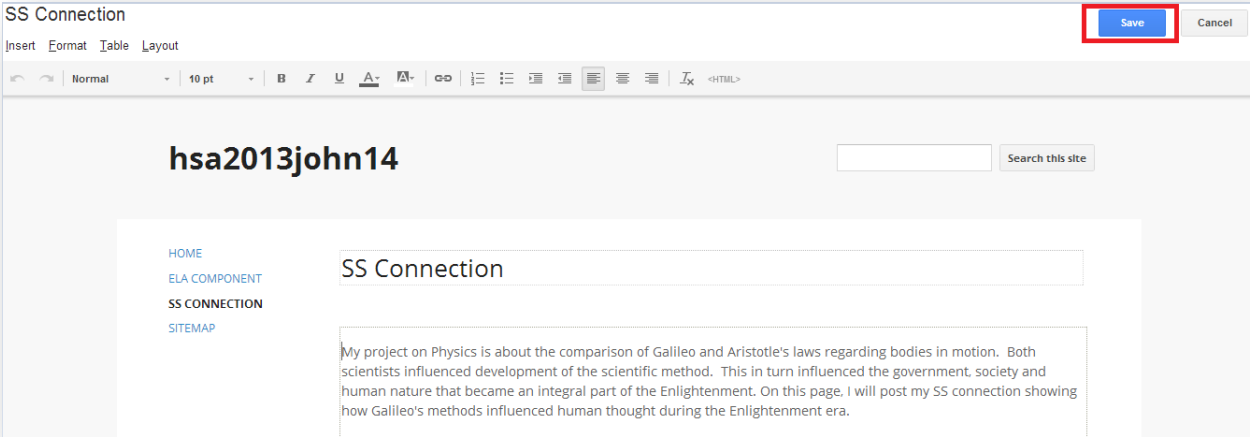 SS Connection
Save
Cancel
Insert Format Table Layout
Normal 10 pt B I U A A <HTML>
hsa2013john14
Search this site
HOME
ELA COMPONENT
SS CONNECTION
SITEMAP
SS Connection
My project on Physics is about the comparison of Galileo and Aristotle's laws regarding bodies in motion.  Both
scientists influenced development of the scientific method.  This in turn influenced the government, society and
human nature that became an integral part of the Enlightenment. On this page, I will post my SS connection showing
how Galileo's methods influenced human thought during the Enlightenment era.